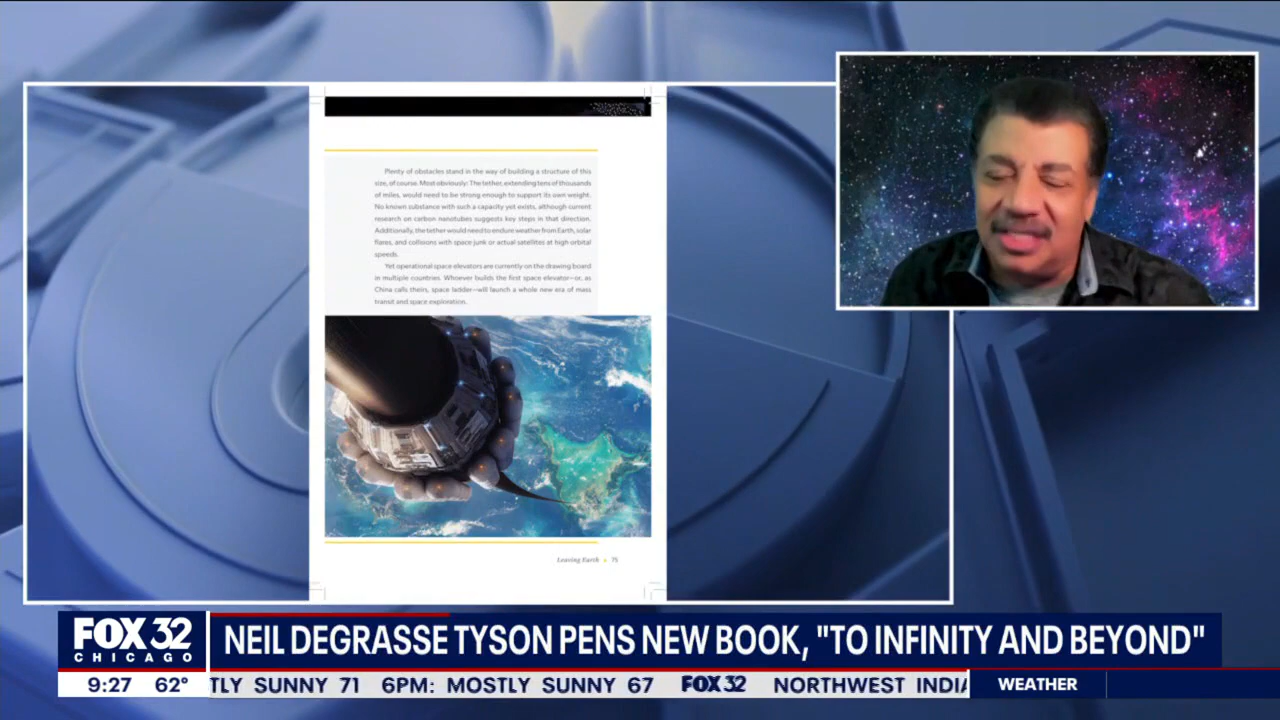 Plenty of obstacles stand in the way of building a structure of this
size, of course. Most obviously: The tether, extending tens of thousands
of miles, would need to be strong enough to support its own weight.
No known substance with such a capacity yet exists, although current
research on carbon nanotubes suggests key steps in that direction.
Additionally, the tether would need to endure weather from Earth, solar
flares, and collisions with space junk or actual satellites at high orbital
speeds.
Yet operational space elevators are currently on the drawing board
in multiple countries. Whoever builds the first space elevator—or, as
China calls theirs, space ladder—will launch a whole new era of mass
transit and space exploration.
Leaving Earth 75
FOX 32
CHICAGO
NEIL DEGRASSE TYSON PENS NEW BOOK, "TO INFINITY AND BEYOND"
9:27 62° TLY SUNNY 71 6PM: MOSTLY SUNNY 67 FOX 32 NORTHWEST INDIA WEATHER